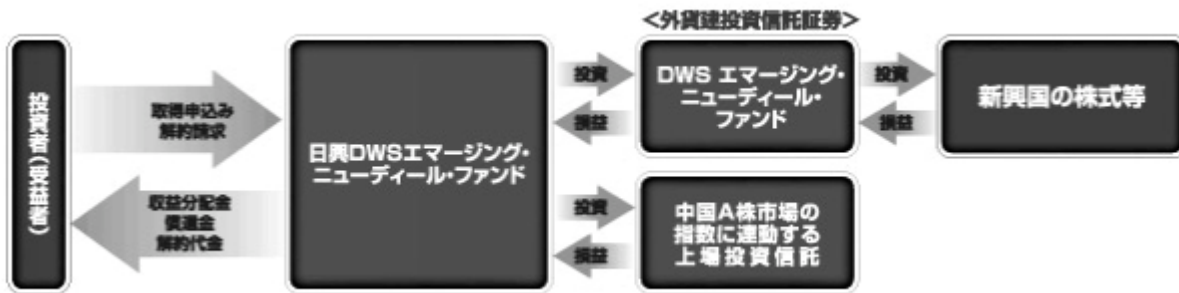 <外貨建投資信託証券>
投資者(受益者)
取得申込み
解約請求
収益分配金
償還金
解約代金
日興DWSエマージング・
ニューディール・ファンド
投資
損益
DWS エマージング・
ニューディール・
ファンド
投資
損益
新興国の株式等
投資
損益
中国A株市場の
指数に連動する
上場投資信託